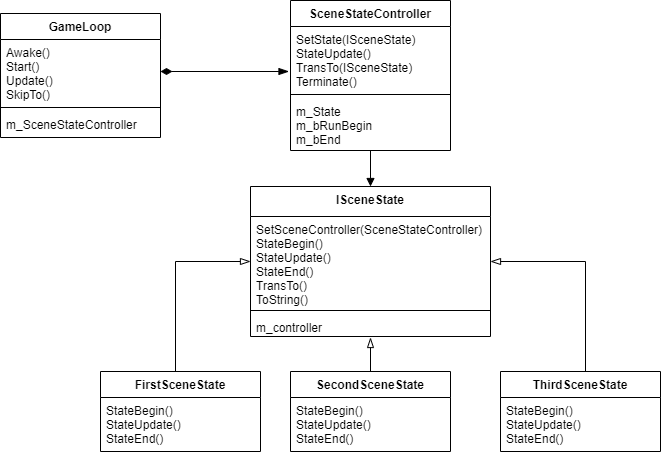 GameLoop
Awake()
Start()
Update()
SkipTo()
m_SceneStateController
SceneStateController
SetState(ISceneState)
StateUpdate()
TransTo(ISceneState)
Terminate()
m_State
m_bRunBegin
m_bEnd
ISceneState
SetSceneController(SceneStateController)
StateBegin()
StateUpdate()
StateEnd()
TransTo()
ToString()
m_controller
FirstSceneState
StateBegin()
StateUpdate()
StateEnd()
SecondSceneState
StateBegin()
StateUpdate()
StateEnd()
ThirdSceneState
StateBegin()
StateUpdate()
StateEnd()